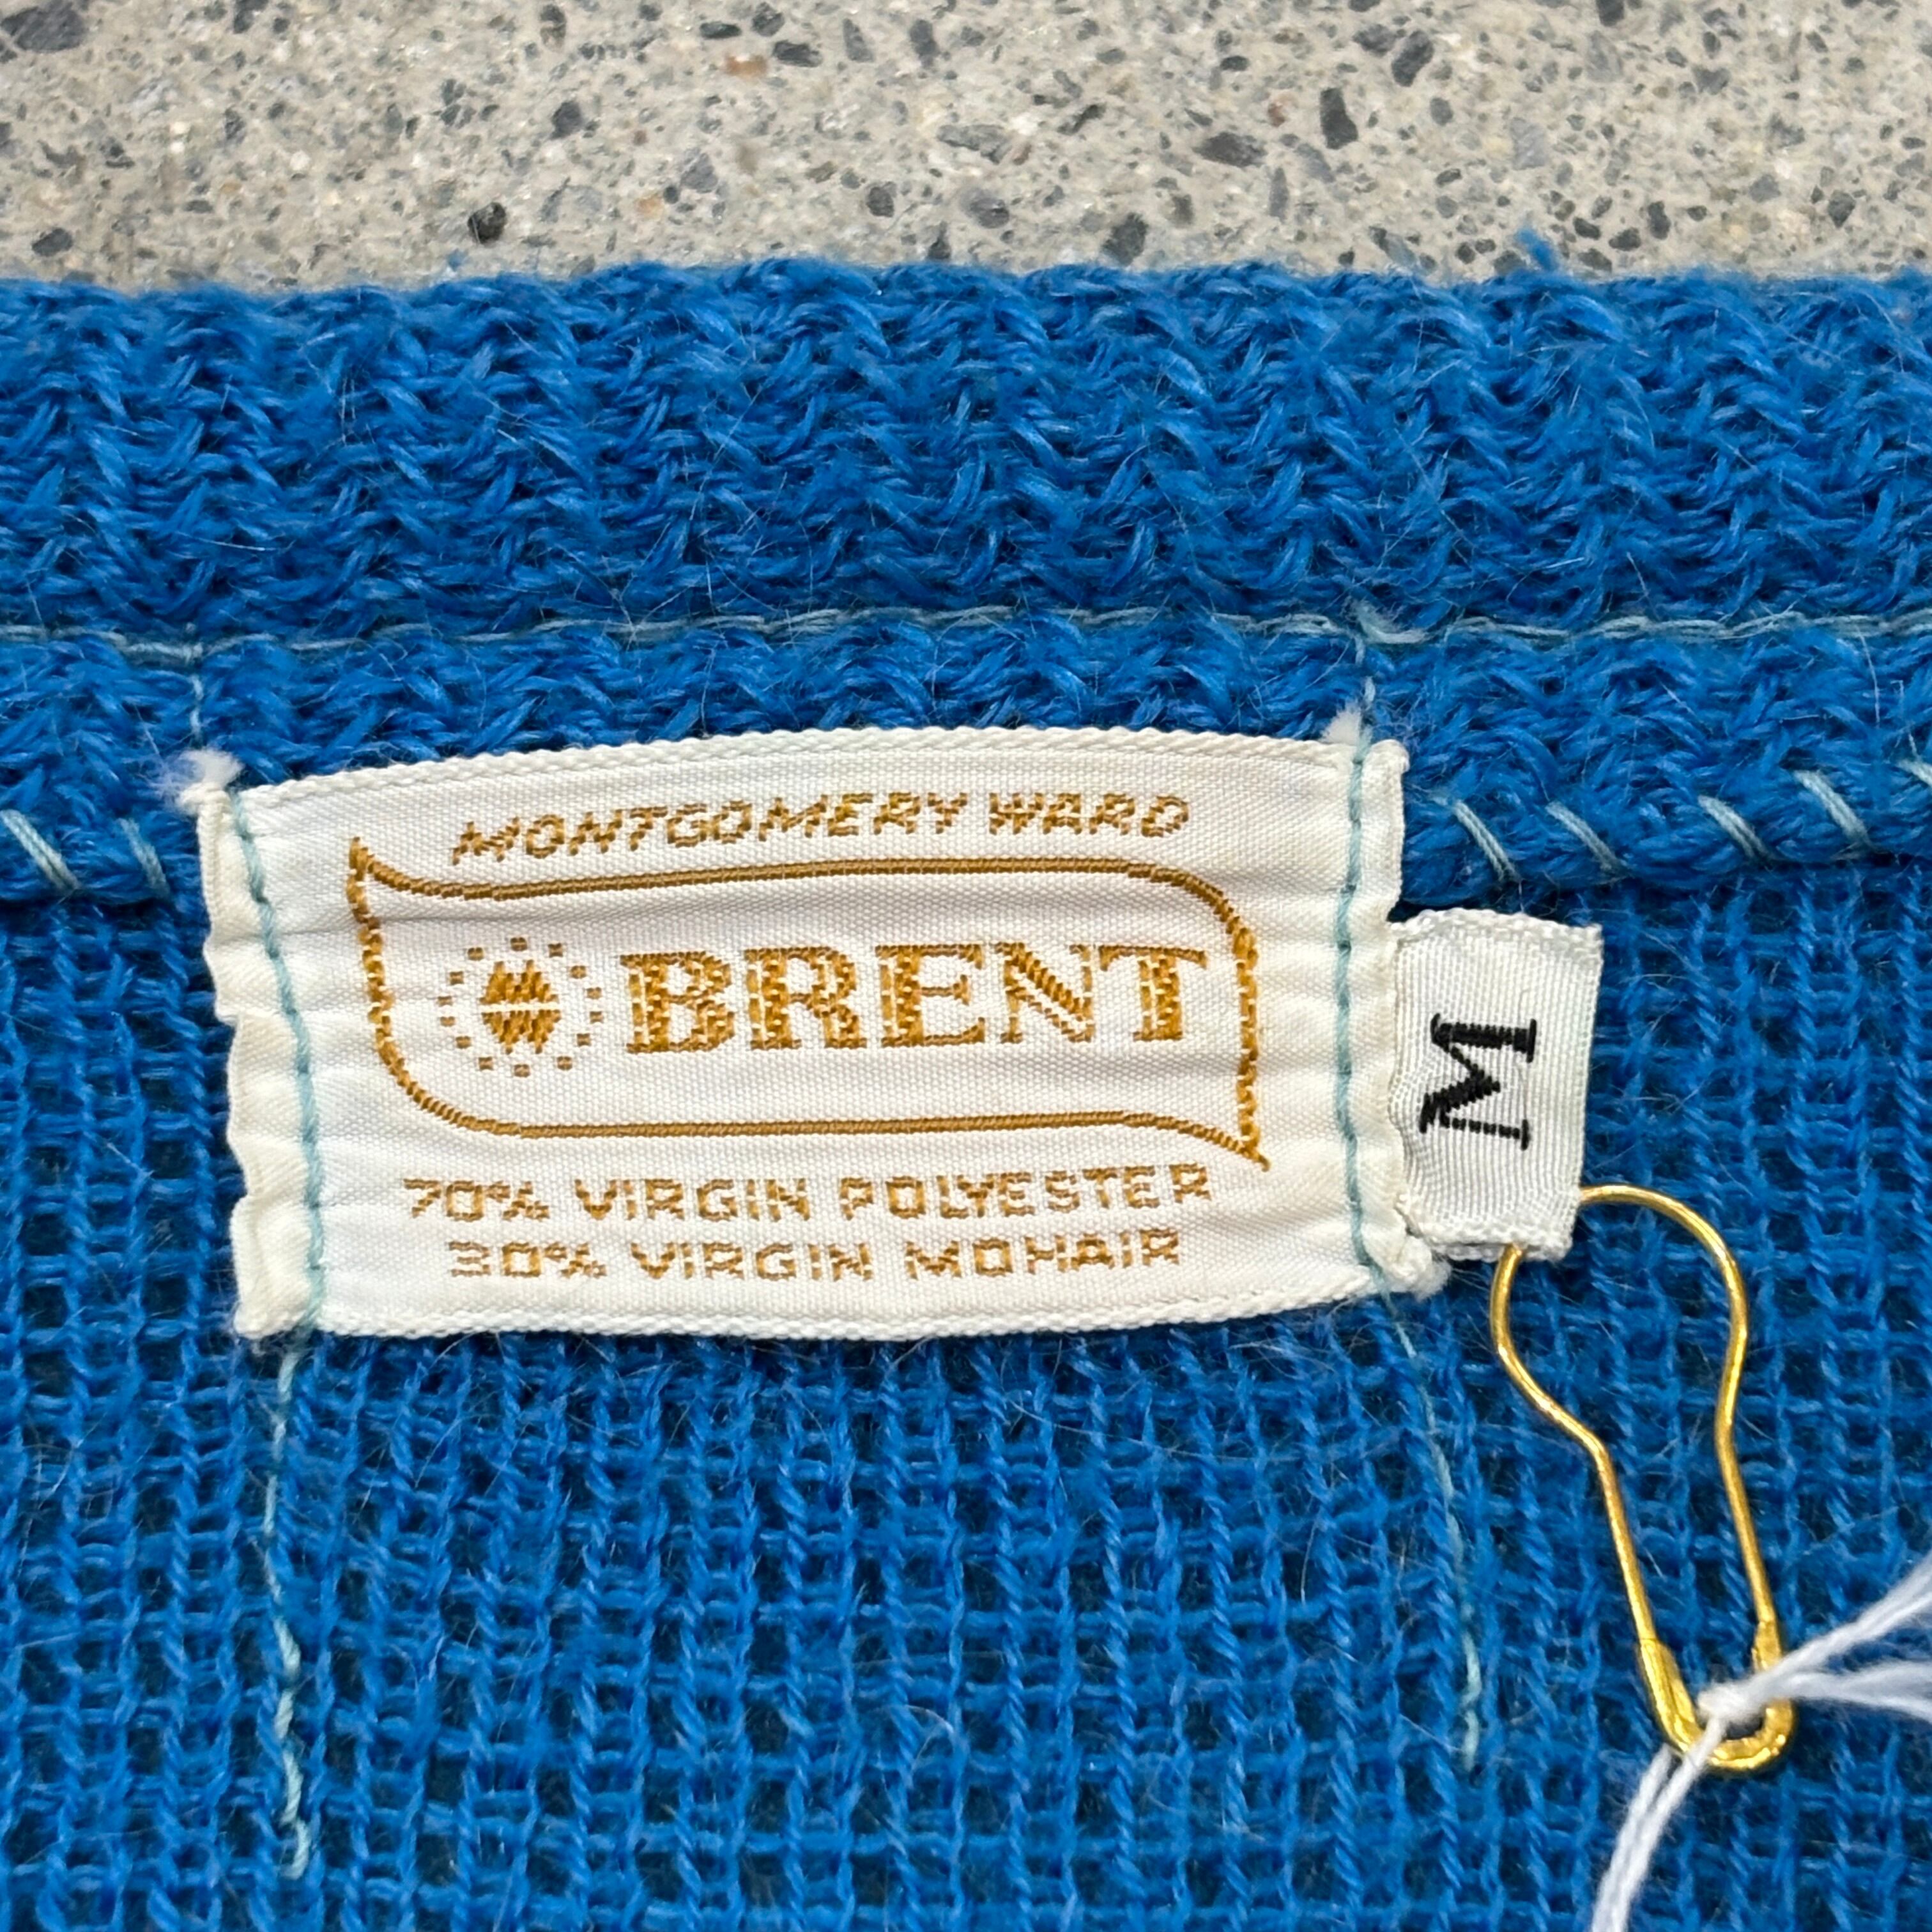 MONTGOMERY WARD
BRENT
70% VIRGIN POLYESTER
30% VIRGIN MOHAIR
M